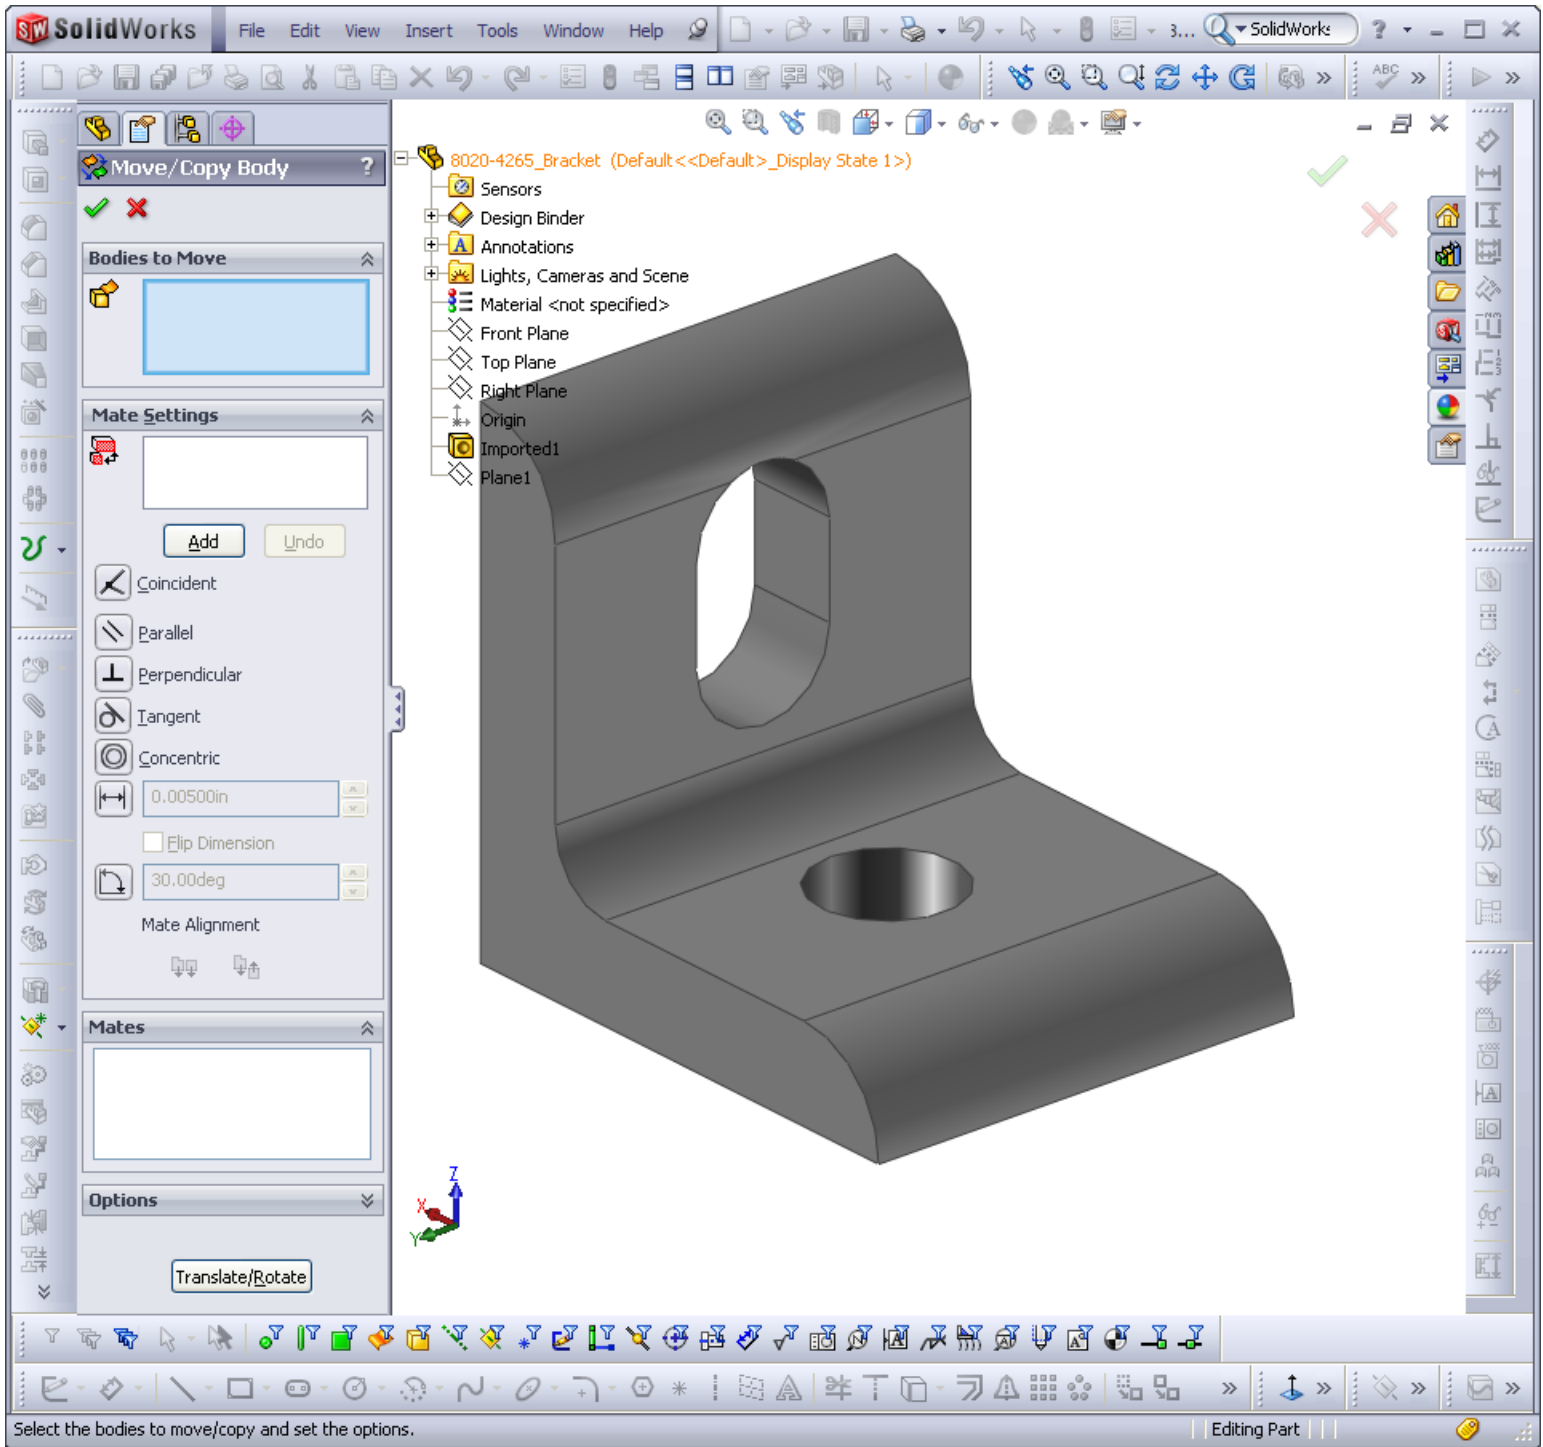 SolidWorks File Edit View Insert Tools Window Help 3... SolidWorks ?
ABC
Move/Copy Body ?
8020-4265_Bracket (Default<<Default>_Display State 1>)
Sensors
Design Binder
Annotations
Lights, Cameras and Scene
Material <not specified>
Front Plane
Top Plane
Right Plane
Origin
Imported1
Plane1
Bodies to Move
Mate Settings
Add Undo
Coincident
Parallel
Perpendicular
Tangent
Concentric
0.00500in
Flip Dimension
30.00deg
Mate Alignment
Mates
Options
Translate/Rotate
Z
X
Y
Select the bodies to move/copy and set the options. Editing Part